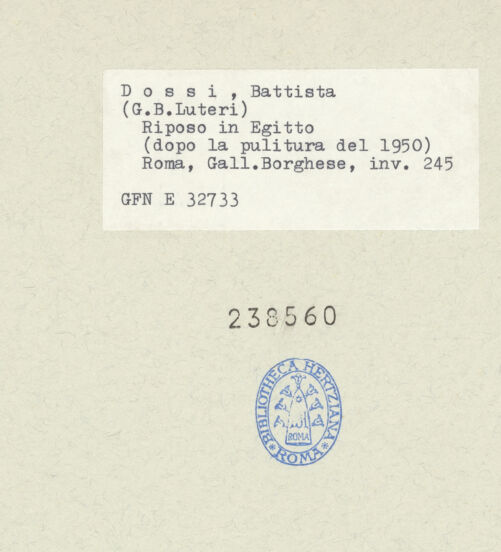 D o s s i , Battista
(G.B.Luteri)
Riposo in Egitto
(dopo la pulitura del 1950)
Roma, Gall.Borghese, inv. 245
GFN E 32733
238560
*BIBLIOTHECA HERTZIANA*
ROMA
ROMA